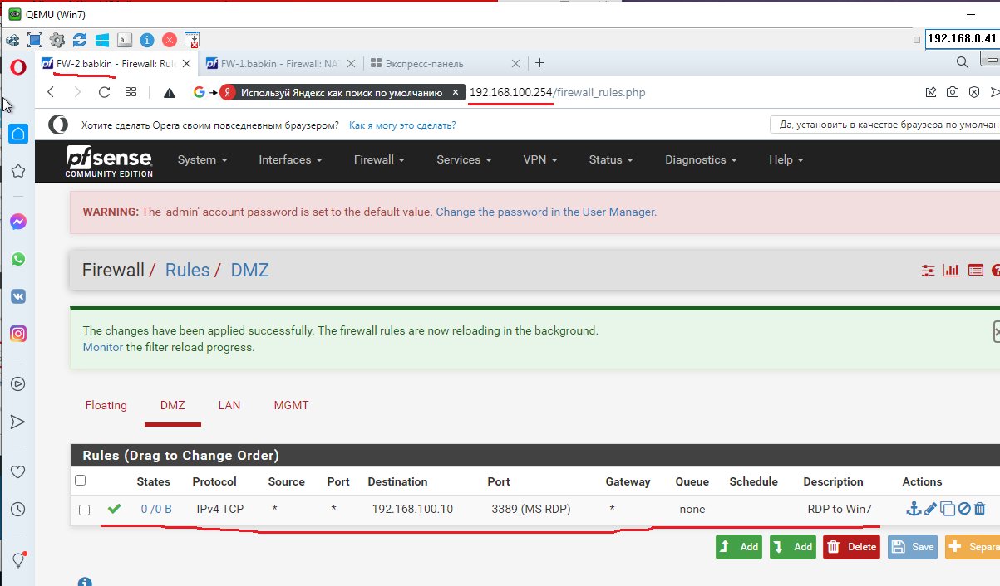 QEMU (Win7)
192.168.0.41
FW-2.babkin - Firewall: Rule
FW-1.babkin - Firewall: NA
Экспресс-панель
Используй Яндекс как поиск по умолчанию
192.168.100.254/firewall_rules.php
Хотите сделать Opera своим повседневным браузером? Как я могу это сделать?
Да, установить в качестве браузера по умолчан
pfsense
COMMUNITY EDITION
System Interfaces Firewall Services VPN Status Diagnostics Help
WARNING: The 'admin' account password is set to the default value. Change the password in the User Manager.
Firewall / Rules / DMZ
The changes have been applied successfully. The firewall rules are now reloading in the background.
Monitor the filter reload progress.
Floating DMZ LAN MGMT
Rules (Drag to Change Order)
States Protocol Source Port Destination Port Gateway Queue Schedule Description Actions
0 /0 B IPv4 TCP * * 192.168.100.10 3389 (MS RDP) * none RDP to Win7
Add Add Delete Save Separa